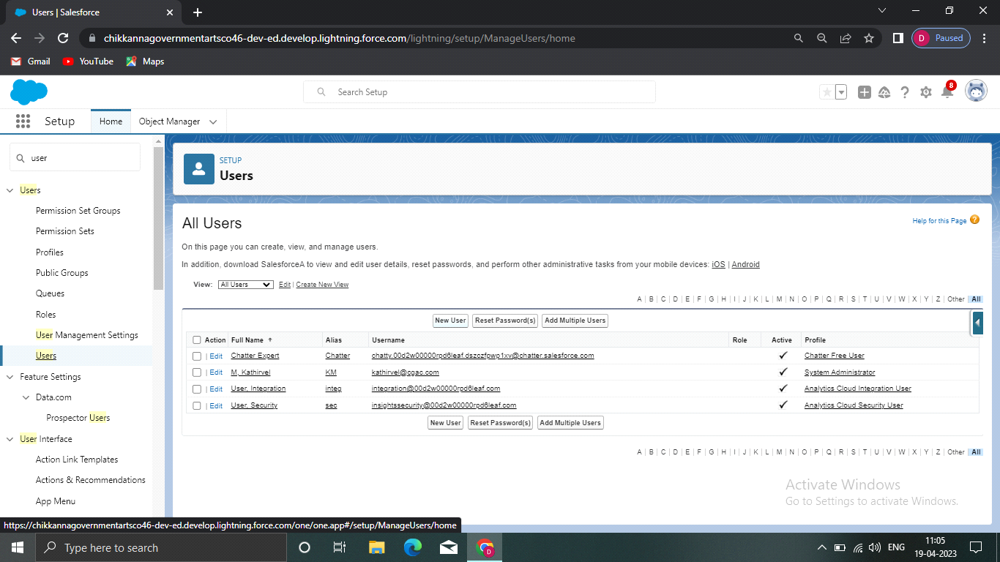 Users | Salesforce
chikkannagovernmentartsco46-dev-ed.develop.lightning.force.com/lightning/setup/ManageUsers/home
D Paused
Gmail YouTube Maps
Search Setup
8
Setup Home Object Manager
user
Users
Permission Set Groups
Permission Sets
Profiles
Public Groups
Queues
Roles
User Management Settings
Users
Feature Settings
Data.com
Prospector Users
User Interface
Action Link Templates
Actions & Recommendations
App Menu
SETUP
Users
All Users
Help for this Page ?
On this page you can create, view, and manage users.
In addition, download SalesforceA to view and edit user details, reset passwords, and perform other administrative tasks from your mobile devices: iOS | Android
View: All Users Edit | Create New View
A | B | C | D | E | F | G | H | I | J | K | L | M | N | O | P | Q | R | S | T | U | V | W | X | Y | Z | Other | All
New User Reset Password(s) Add Multiple Users
Action Full Name ↑ Alias Username Role Active Profile
| Edit Chatter Expert Chatter chatty.00d2w00000rpd6leaf.dszczfpwp1xv@chatter.salesforce.com ✓ Chatter Free User
| Edit M, Kathirvel KM kathirvel@cgac.com ✓ System Administrator
| Edit User, Integration integ integration@00d2w00000rpd6leaf.com ✓ Analytics Cloud Integration User
| Edit User, Security sec insightssecurity@00d2w00000rpd6leaf.com ✓ Analytics Cloud Security User
New User Reset Password(s) Add Multiple Users
A | B | C | D | E | F | G | H | I | J | K | L | M | N | O | P | Q | R | S | T | U | V | W | X | Y | Z | Other | All
Activate Windows
Go to Settings to activate Windows.
https://chikkannagovernmentartsco46-dev-ed.develop.lightning.force.com/one/one.app#/setup/ManageUsers/home
Type here to search
D
ENG
11:05
19-04-2023